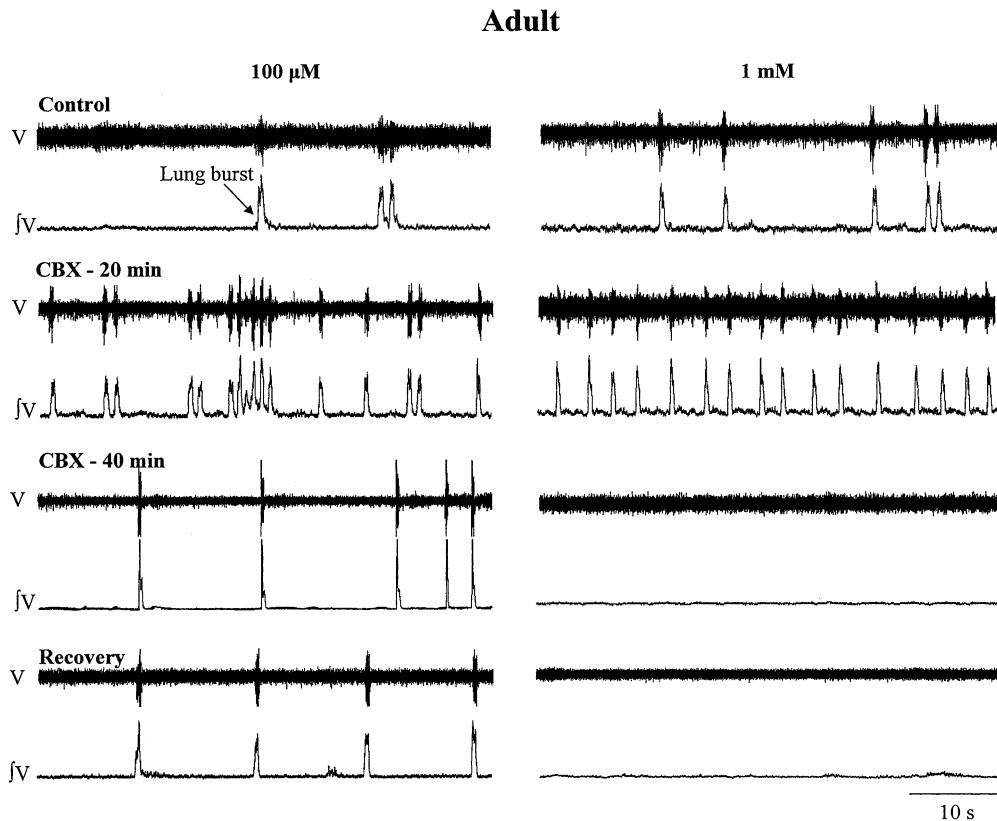 Adult
100 µM
1 mM
Control
V
Lung burst
∫V
CBX - 20 min
V
∫V
CBX - 40 min
V
∫V
Recovery
V
∫V
10 s